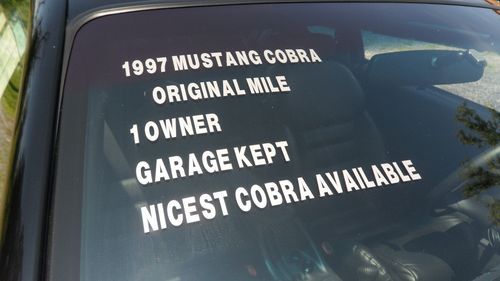 1997 MUSTANG COBRA
ORIGINAL MILE
1 OWNER
GARAGE KEPT
NICEST COBRA AVAILABLE